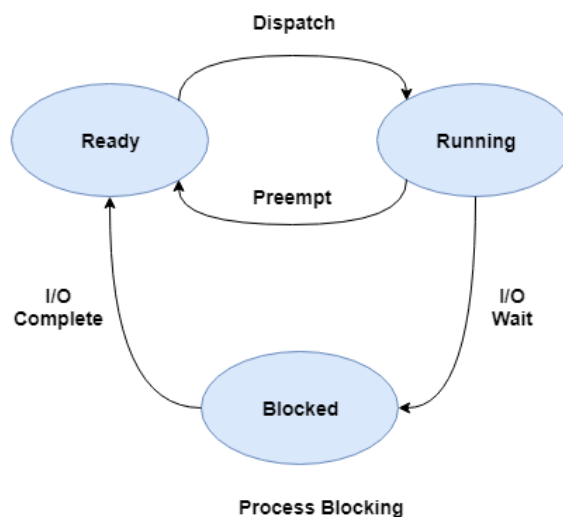 Dispatch
Ready
Running
Preempt
I/O
Complete
I/O
Wait
Blocked
Process Blocking